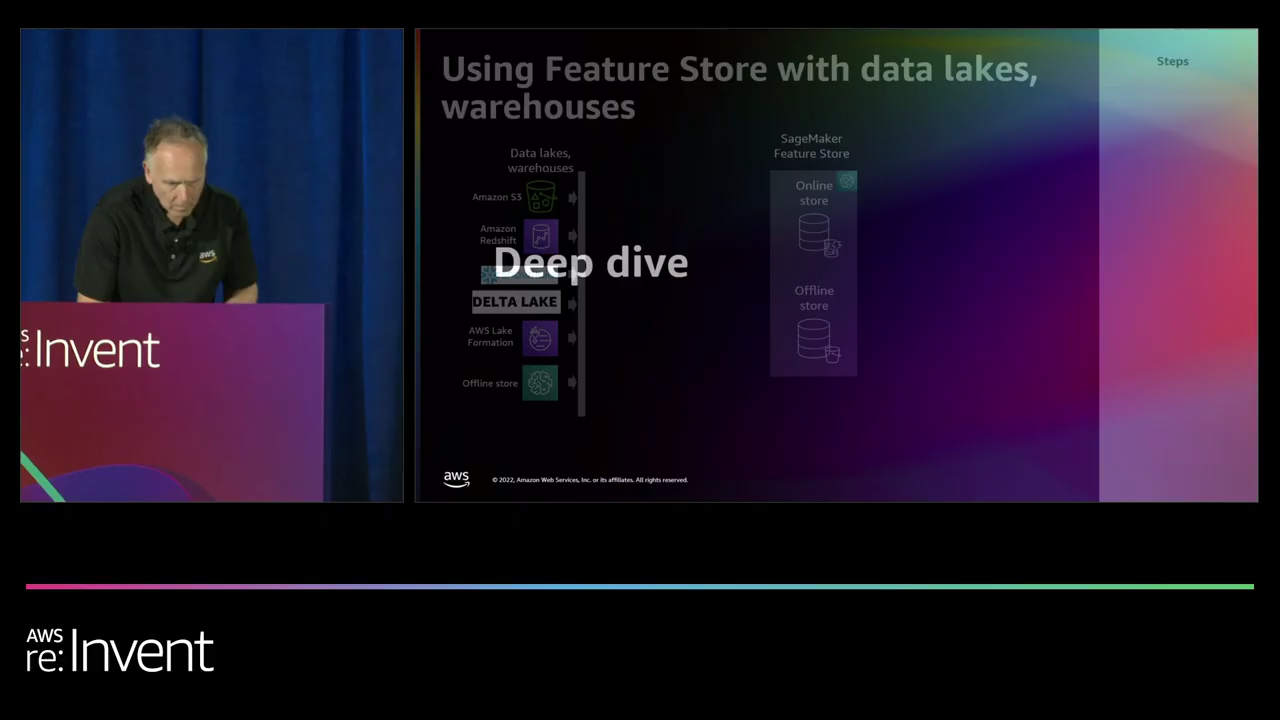 aws
S
e: Invent
Using Feature Store with data lakes,
warehouses
Steps
Data lakes,
warehouses
Amazon S3
Amazon
Redshift
DELTA LAKE
AWS Lake
Formation
Offline store
SageMaker
Feature Store
Online
store
Offline
store
Deep dive
aws
© 2022, Amazon Web Services, Inc. or its affiliates. All rights reserved.
AWS
re: Invent